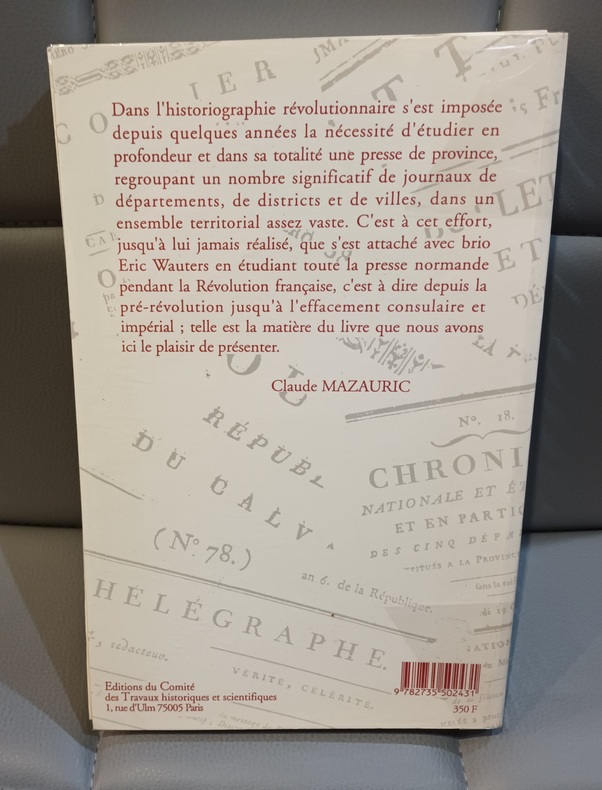 Dans l'historiographie révolutionnaire s'est imposée
depuis quelques années la nécessité d'étudier en
profondeur et dans sa totalité une presse de province,
regroupant un nombre significatif de journaux de
départements, de districts et de villes, dans un
ensemble territorial assez vaste. C'est à cet effort,
jusqu'à lui jamais réalisé, que s'est attaché avec brio
Eric Wauters en étudiant toute la presse normande
pendant la Révolution française, c'est à dire depuis la
pré-révolution jusqu'à l'effacement consulaire et
impérial ; telle est la matière du livre que nous avons
ici le plaisir de présenter.
Claude MAZAURIC
No. 18.
RÉPUBL
DU CALV
CHRONI
NATIONALE ET ÉT
ET EN PARTIC
DES CINQ DÉPA
(No. 78.)
an 6. de la République.
HÉLÉGRAPHE.
rédacteur.
VÉRITÉ, CÉLÉRITÉ.
Editions du Comité
des Travaux historiques et scientifiques
1, rue d'Ulm 75005 Paris
9 782735 502431
350 F